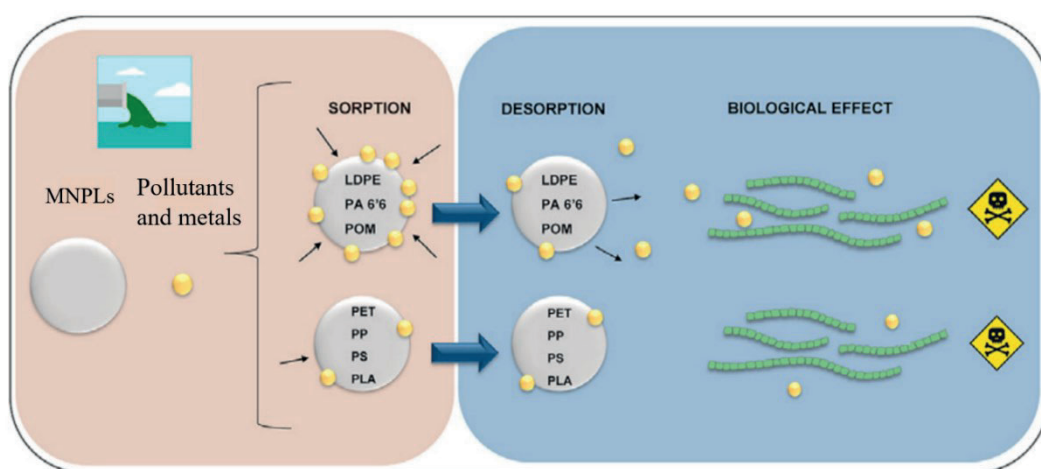 SORPTION
DESORPTION
BIOLOGICAL EFFECT
MNPLs
Pollutants
and metals
LDPE
PA 6'6
POM
LDPE
PA 6'6
POM
PET
PP
PS
PLA
PET
PP
PS
PLA